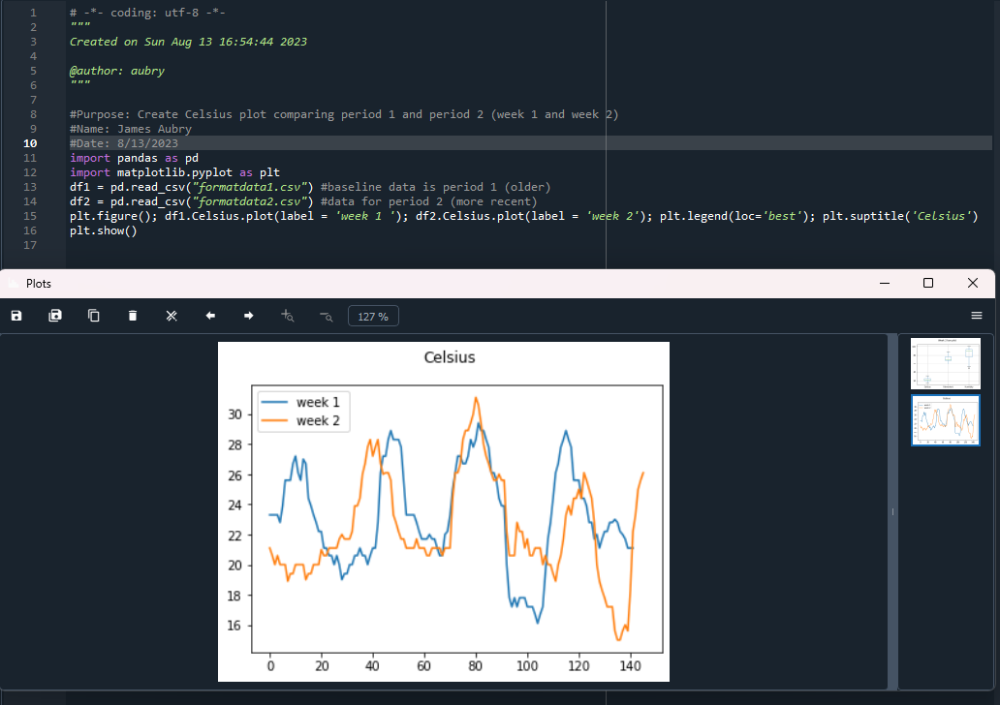 1 # -*- coding: utf-8 -*-
2 """
3 Created on Sun Aug 13 16:54:44 2023
4
5 @author: aubry
6 """
7
8 #Purpose: Create Celsius plot comparing period 1 and period 2 (week 1 and week 2)
9 #Name: James Aubry
10 #Date: 8/13/2023
11 import pandas as pd
12 import matplotlib.pyplot as plt
13 df1 = pd.read_csv("formatdata1.csv") #baseline data is period 1 (older)
14 df2 = pd.read_csv("formatdata2.csv") #data for period 2 (more recent)
15 plt.figure(); df1.Celsius.plot(label = 'week 1 '); df2.Celsius.plot(label = 'week 2'); plt.legend(loc='best'); plt.suptitle('Celsius')
16 plt.show()
17
Plots
127 %
Celsius
week 1
week 2
30
28
26
24
22
20
18
16
0 20 40 60 80 100 120 140